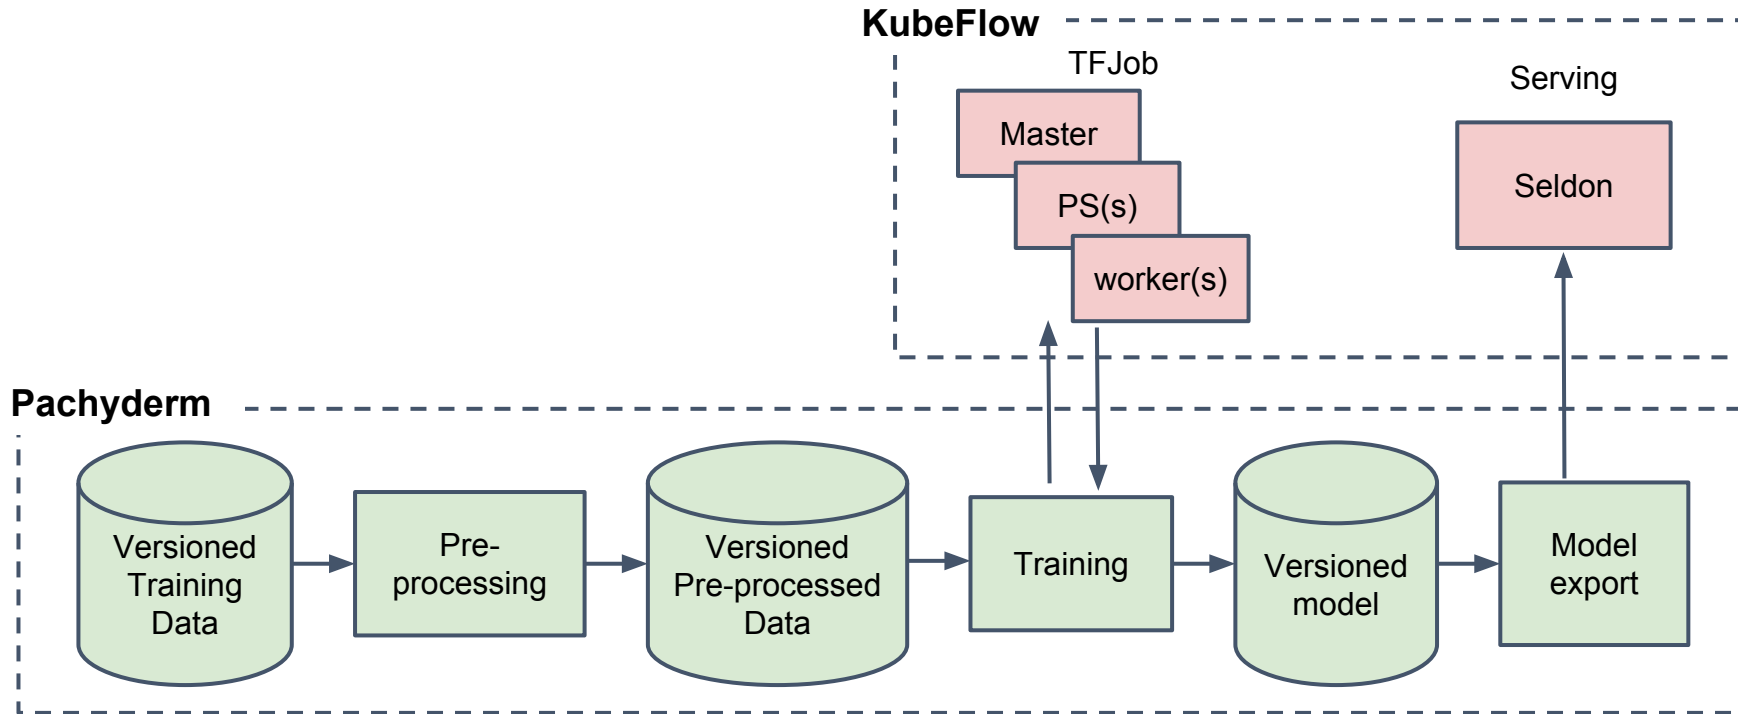 KubeFlow
TFJob
Serving
Master
Seldon
PS(s)
worker(s)
Pachyderm
Versioned
Training
Data
Pre-
processing
Versioned
Pre-processed
Data
Training
Versioned
model
Model
export